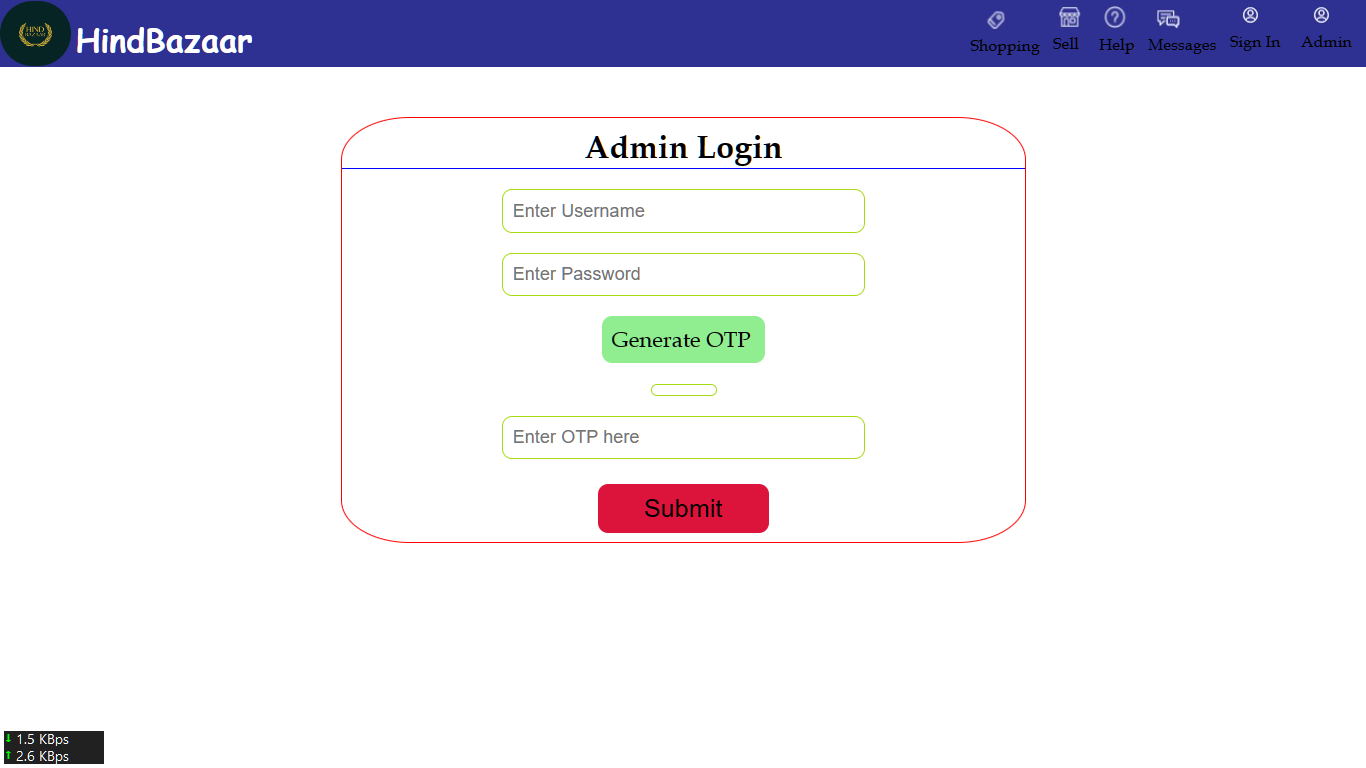 HIND
BAZAAR
HindBazaar
Shopping
Sell
Help
Messages
Sign In
Admin
Admin Login
Enter Username
Enter Password
Generate OTP
Enter OTP here
Submit
1.5 KBps
2.6 KBps